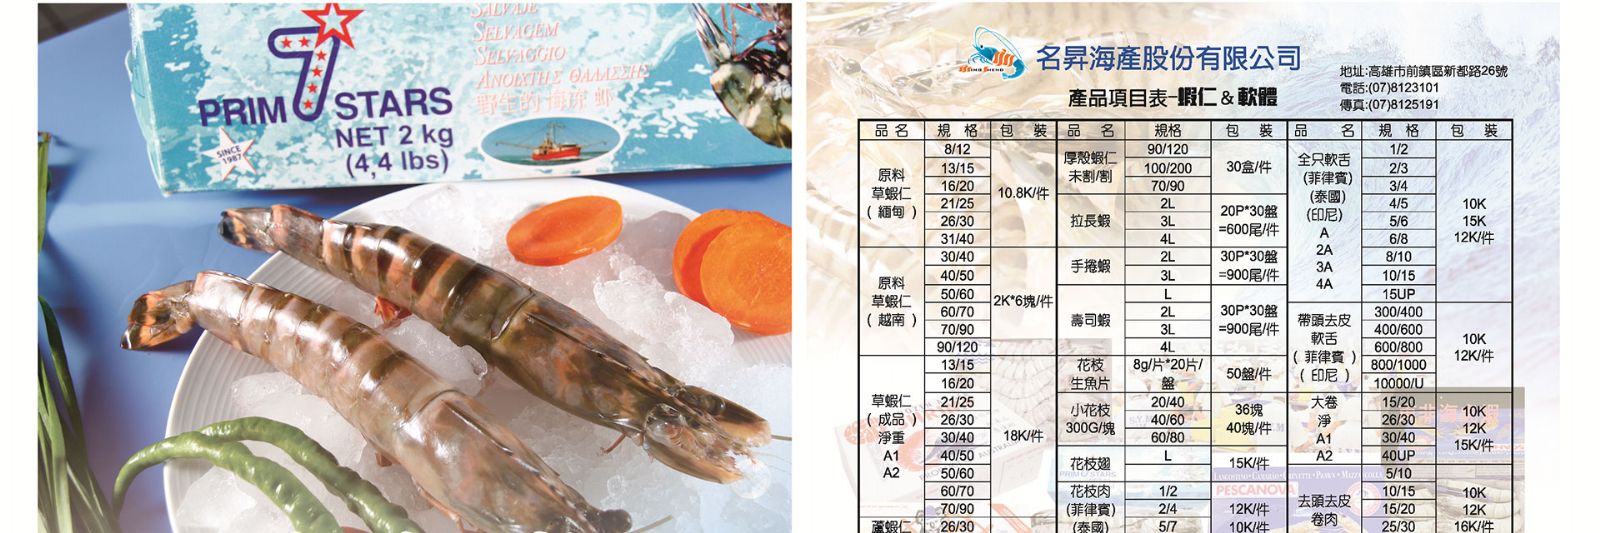 SALVAJE
SELVAGEM
SELVAGGIO
ΑΝΟΙΧΤΗΣ ΘΑΛΑΣΣΗΣ
野生的 海虎 虾
PRIM 7 STARS
NET 2 kg
(4,4 lbs)
SINCE
1987
名昇海產股份有限公司
產品項目表-蝦仁&軟體
地址:高雄市前鎮區新都路26號
電話:(07)8123101
傳真:(07)8125191
品 名 規 格 包 裝 品 名 規格 包 裝 品 名 規 格 包 裝
原料
草蝦仁
( 緬甸 )
8/12
13/15
16/20
21/25
26/30
31/40
10.8K/件
原料
草蝦仁
( 越南 )
30/40
40/50
50/60
60/70
70/90
90/120
2K*6塊/件
草蝦仁
( 成品 )
淨重
A1
A2
13/15
16/20
21/25
26/30
30/40
40/50
50/60
60/70
70/90
18K/件
蘆蝦仁
26/30
厚殼蝦仁
未割/割
90/120
100/200
70/90
30盒/件
拉長蝦
2L
3L
4L
20P*30盤
=600尾/件
手捲蝦
2L
3L
30P*30盤
=900尾/件
壽司蝦
L
2L
3L
4L
30P*30盤
=900尾/件
花枝
生魚片
8g/片*20片/
盤
50盤/件
小花枝
300G/塊
20/40
40/60
60/80
36塊
40塊/件
花枝翅
L
15K/件
花枝肉
(菲律賓)
(泰國)
1/2
2/4
5/7
12K/件
10K/件
全只軟舌
(菲律賓)
(泰國)
(印尼)
A
2A
3A
4A
1/2
2/3
3/4
4/5
5/6
6/8
8/10
10/15
15UP
10K
15K
12K/件
帶頭去皮
軟舌
( 菲律賓 )
( 印尼 )
300/400
400/600
600/800
800/1000
10000/U
10K
12K/件
大卷
淨
A1
A2
15/20
26/30
30/40
40UP
10K
12K
15K/件
去頭去皮
卷肉
5/10
10/15
15/20
25/30
10K
12K
16K/件
PESCANOVA